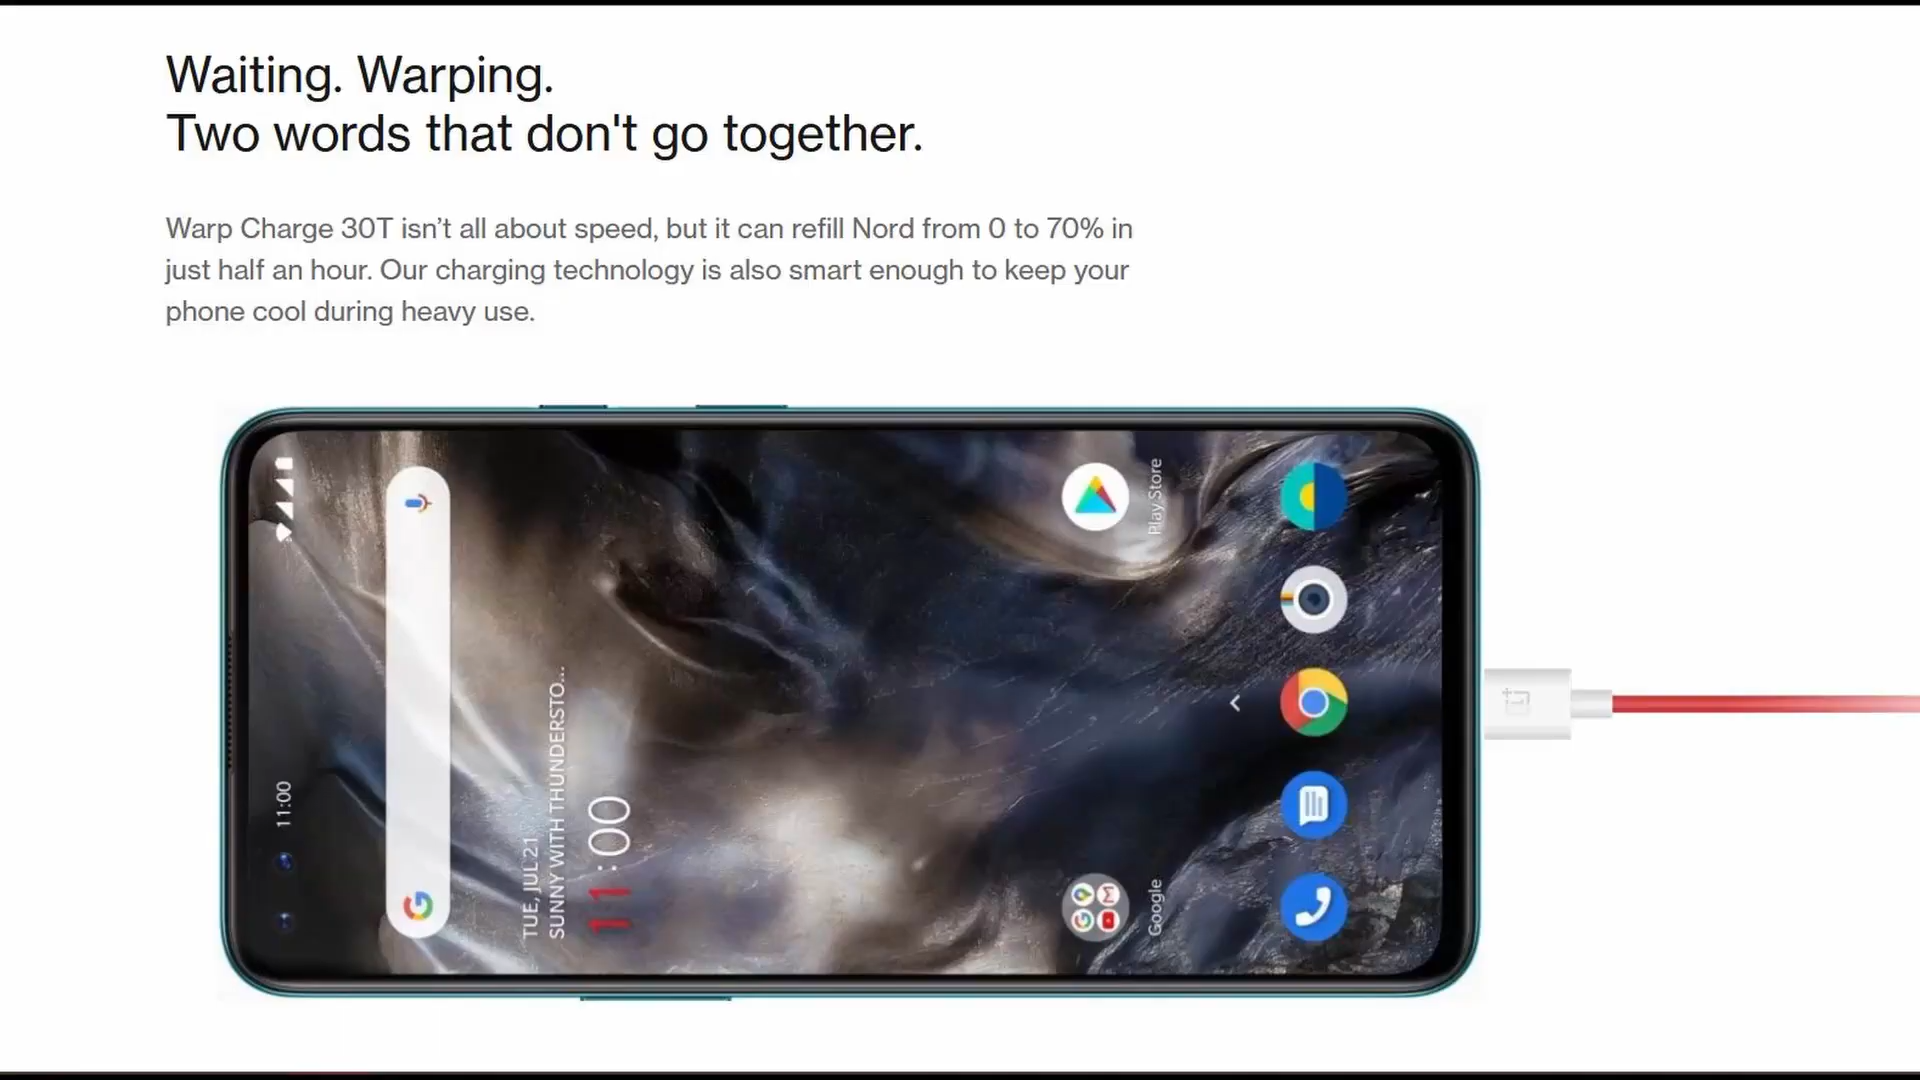 Waiting. Warping.
Two words that don't go together.
Warp Charge 30T isn’t all about speed, but it can refill Nord from 0 to 70% in
just half an hour. Our charging technology is also smart enough to keep your
phone cool during heavy use.
11:00
TUE, JUL 21
SUNNY WITH THUNDERSTO...
11:00
Play Store
Google